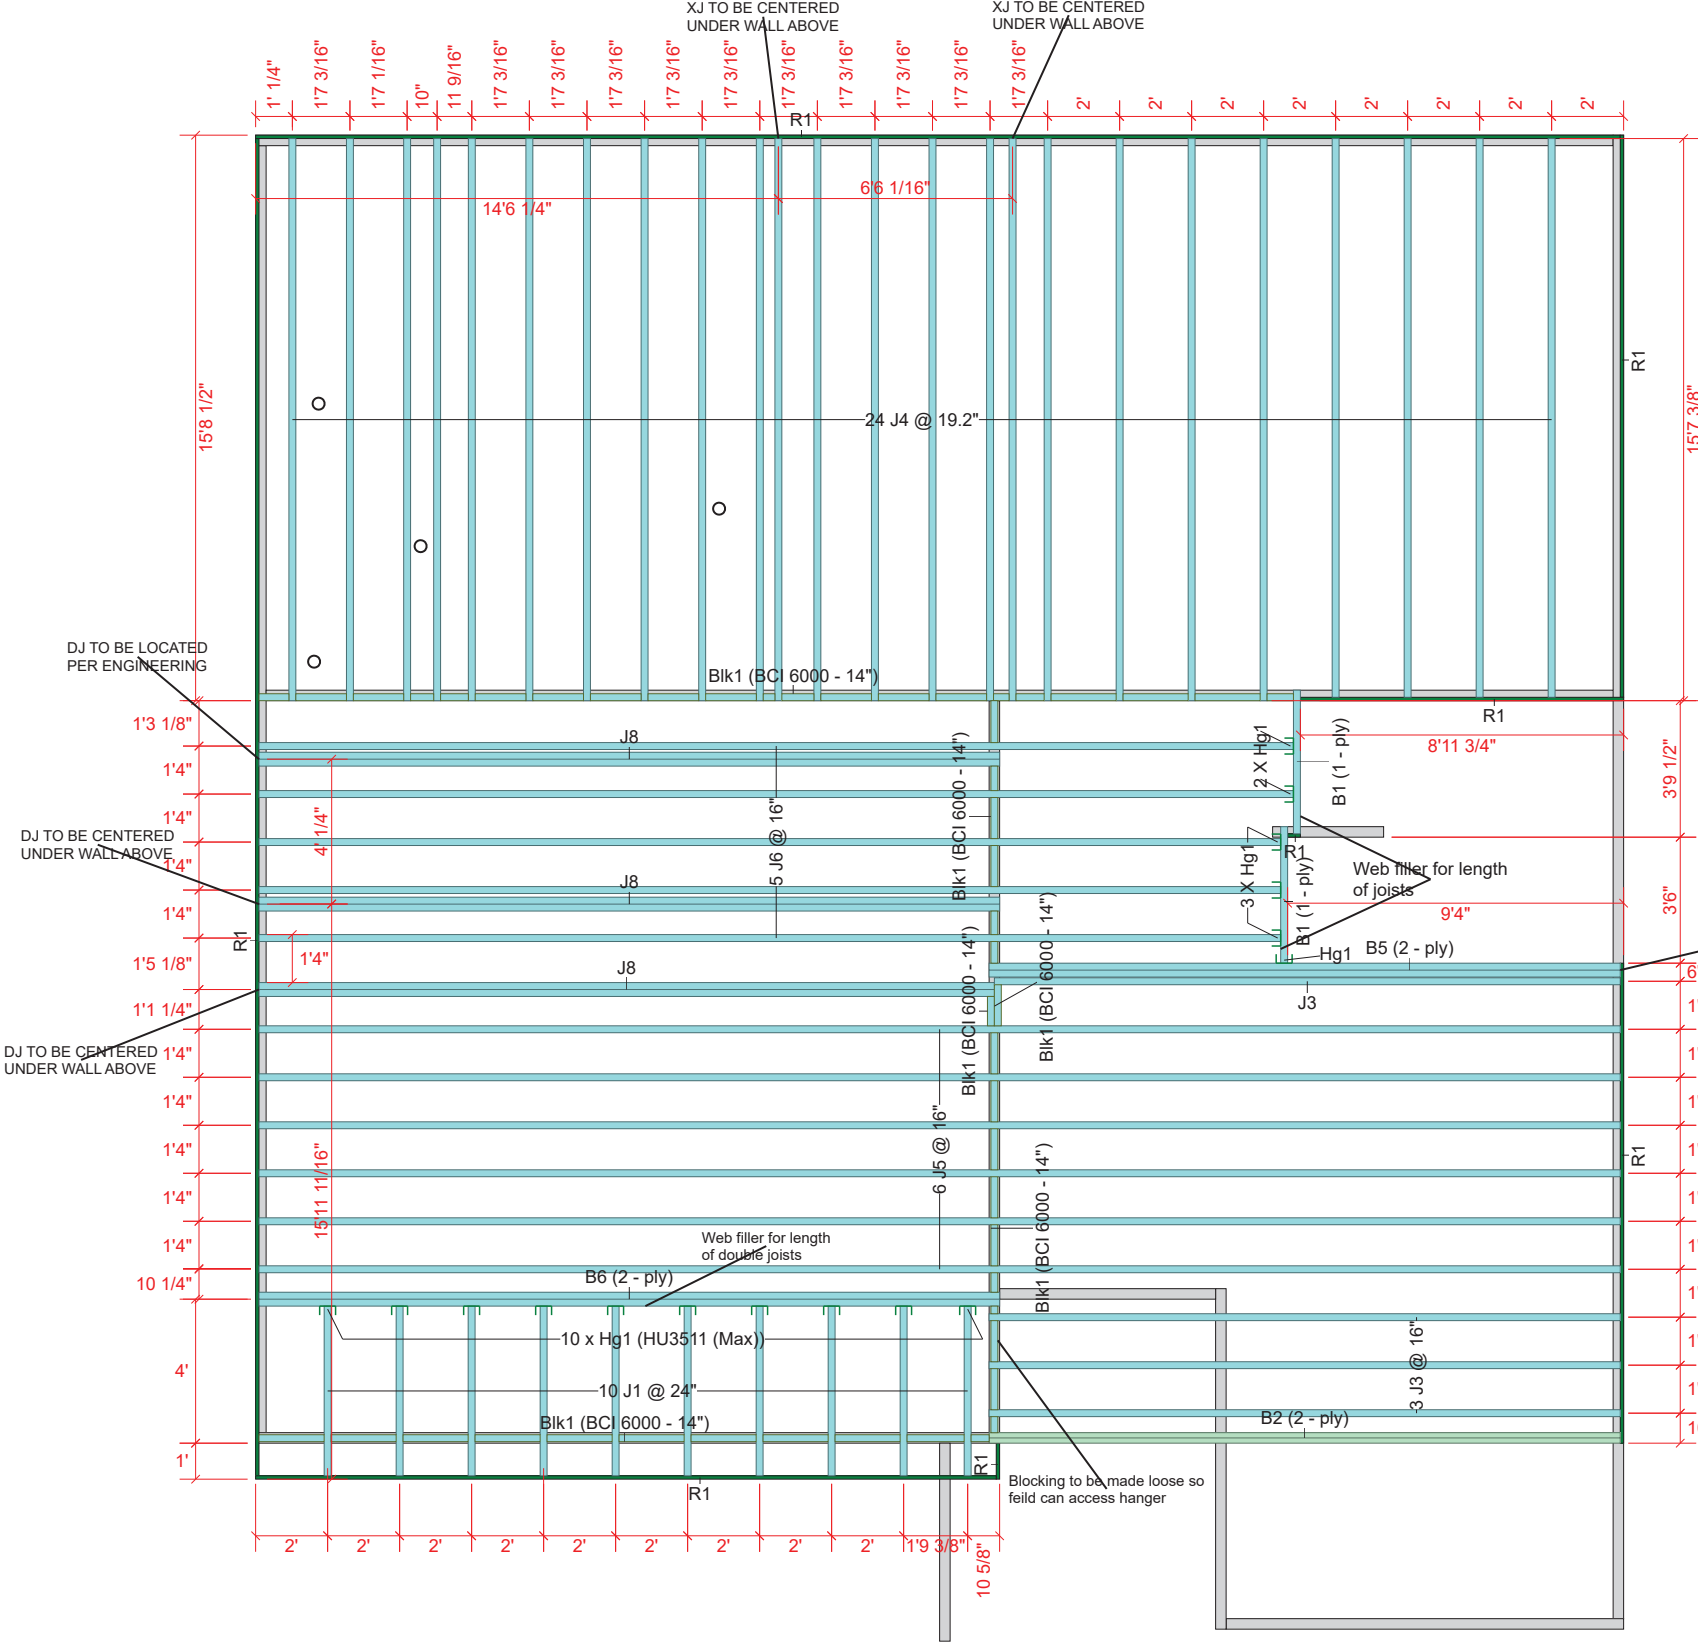 XJ TO BE CENTERED
UNDER WALL ABOVE
XJ TO BE CENTERED
UNDER WALL ABOVE
1' 1/4"
1'7 3/16"
1'7 1/16"
10"
11 9/16"
1'7 3/16"
1'7 3/16"
1'7 3/16"
1'7 3/16"
1'7 3/16"
1'7 3/16"
1'7 3/16"
1'7 3/16"
1'7 3/16"
1'7 3/16"
2'
2'
2'
2'
2'
2'
2'
2'
R1
6'6 1/16"
14'6 1/4"
15'8 1/2"
15'7 3/8"
R1
24 J4 @ 19.2"
DJ TO BE LOCATED
PER ENGINEERING
Blk1 (BCI 6000 - 14")
R1
1'3 1/8"
J8
8'11 3/4"
2 X Hg1
B1 (1 - ply)
3'9 1/2"
1'4"
Blk1 (BCI 6000 - 14")
5 J6 @ 16"
4' 1/4"
1'4"
DJ TO BE CENTERED
UNDER WALL ABOVE
1'4"
R1
3 X Hg1
B1 (1 - ply)
Web filler for length
of joists
J8
9'4"
3'6"
1'4"
R1
B5 (2 - ply)
Hg1
1'4"
1'5 1/8"
J8
J3
Blk1 (BCI 6000 - 14")
Blk1 (BCI 6000 - 14")
1'1 1/4"
DJ TO BE CENTERED
UNDER WALL ABOVE
1'4"
1'4"
1'4"
1'4"
1'4"
10 1/4"
15'11 11/16"
6 J5 @ 16"
R1
Blk1 (BCI 6000 - 14")
Web filler for length
of double joists
B6 (2 - ply)
10 x Hg1 (HU3511 (Max))
4'
10 J1 @ 24"
3 J3 @ 16"
Blk1 (BCI 6000 - 14")
B2 (2 - ply)
1'
R1
R1
Blocking to be made loose so
feild can access hanger
2'
2'
2'
2'
2'
2'
2'
2'
2'
1'9 3/8"
10 5/8"